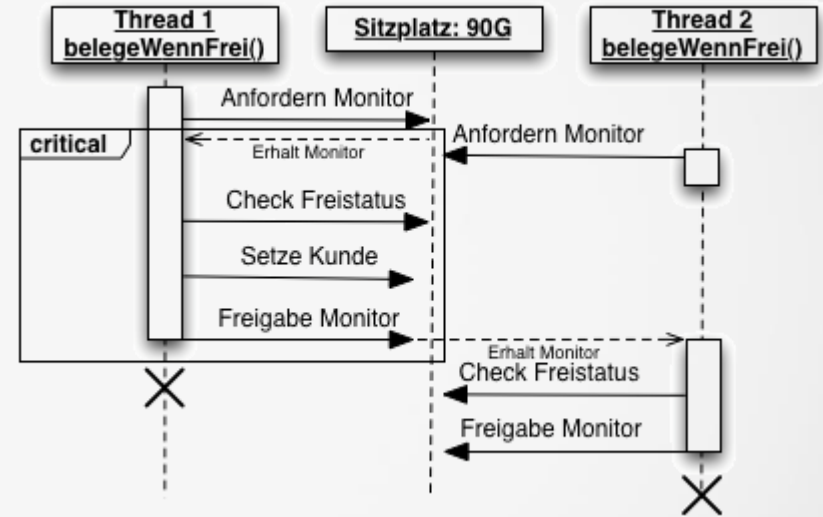 Thread 1
belegeWennFrei()
Sitzplatz: 90G
Thread 2
belegeWennFrei()
Anfordern Monitor
critical
Erhalt Monitor
Anfordern Monitor
Check Freistatus
Setze Kunde
Freigabe Monitor
Erhalt Monitor
Check Freistatus
Freigabe Monitor